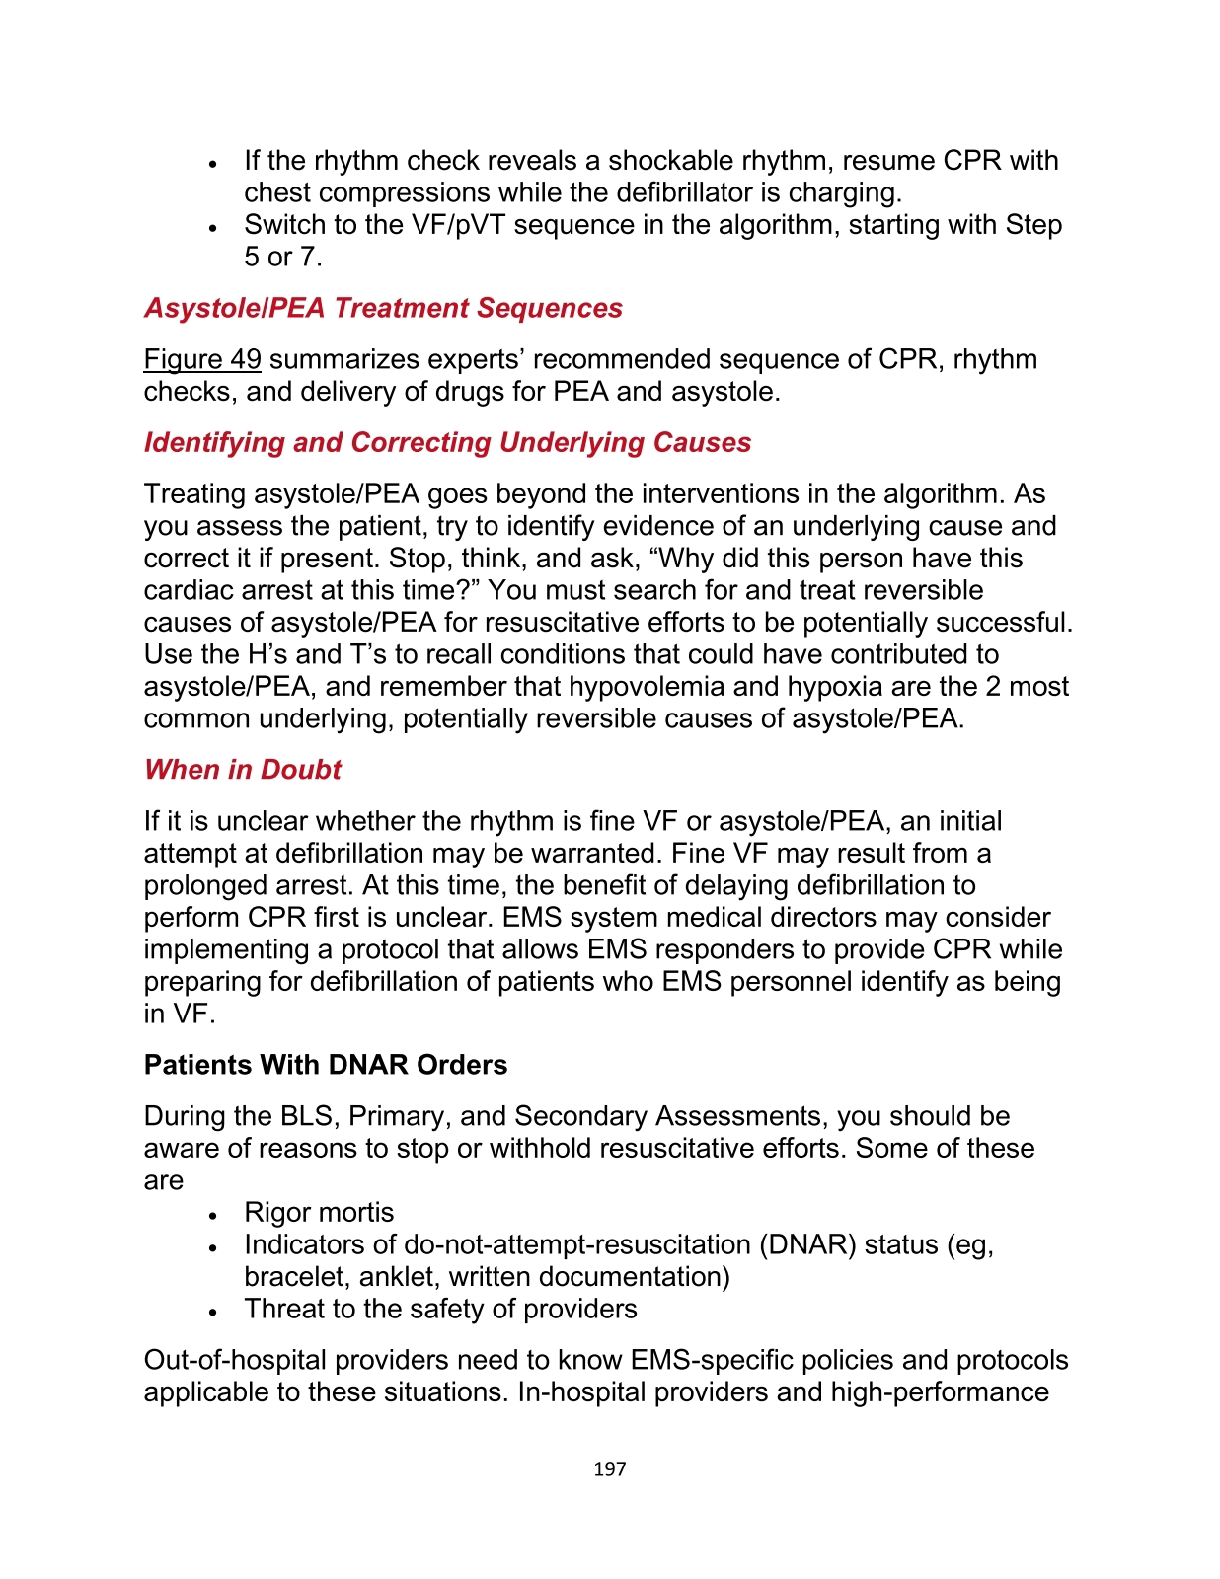 • If the rhythm check reveals a shockable rhythm, resume CPR with
chest compressions while the defibrillator is charging.
• Switch to the VF/pVT sequence in the algorithm, starting with Step
5 or 7.
Asystole/PEA Treatment Sequences
Figure 49 summarizes experts’ recommended sequence of CPR, rhythm
checks, and delivery of drugs for PEA and asystole.
Identifying and Correcting Underlying Causes
Treating asystole/PEA goes beyond the interventions in the algorithm. As
you assess the patient, try to identify evidence of an underlying cause and
correct it if present. Stop, think, and ask, “Why did this person have this
cardiac arrest at this time?” You must search for and treat reversible
causes of asystole/PEA for resuscitative efforts to be potentially successful.
Use the H’s and T’s to recall conditions that could have contributed to
asystole/PEA, and remember that hypovolemia and hypoxia are the 2 most
common underlying, potentially reversible causes of asystole/PEA.
When in Doubt
If it is unclear whether the rhythm is fine VF or asystole/PEA, an initial
attempt at defibrillation may be warranted. Fine VF may result from a
prolonged arrest. At this time, the benefit of delaying defibrillation to
perform CPR first is unclear. EMS system medical directors may consider
implementing a protocol that allows EMS responders to provide CPR while
preparing for defibrillation of patients who EMS personnel identify as being
in VF.
Patients With DNAR Orders
During the BLS, Primary, and Secondary Assessments, you should be
aware of reasons to stop or withhold resuscitative efforts. Some of these
are
• Rigor mortis
• Indicators of do-not-attempt-resuscitation (DNAR) status (eg,
bracelet, anklet, written documentation)
• Threat to the safety of providers
Out-of-hospital providers need to know EMS-specific policies and protocols
applicable to these situations. In-hospital providers and high-performance
197